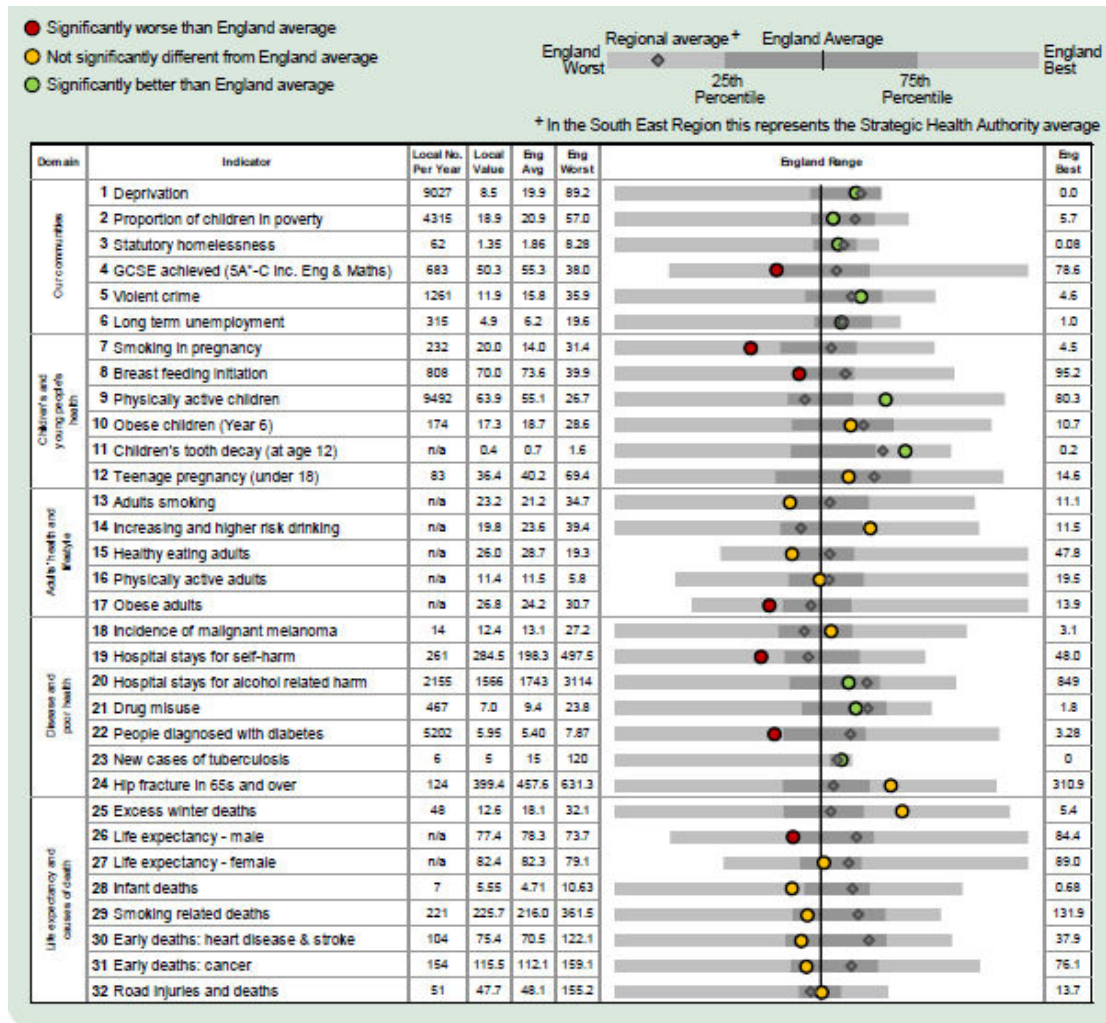 Significantly worse than England average
Not significantly different from England average
Significantly better than England average
Regional average+ England Average
England Worst
England Best
25th Percentile
75th Percentile
+ In the South East Region this represents the Strategic Health Authority average
Domain Indicator Local No. Per Year Local Value Eng Avg Eng Worst England Range Eng Best
Our communities
1 Deprivation 9027 8.5 19.9 89.2 0.0
2 Proportion of children in poverty 4315 18.9 20.9 57.0 5.7
3 Statutory homelessness 62 1.35 1.86 8.28 0.08
4 GCSE achieved (5A*-C inc. Eng & Maths) 683 50.3 55.3 38.0 78.6
5 Violent crime 1261 11.9 15.8 35.9 4.6
6 Long term unemployment 315 4.9 6.2 19.6 1.0
Children's and young people's health
7 Smoking in pregnancy 232 20.0 14.0 31.4 4.5
8 Breast feeding initiation 808 70.0 73.6 39.9 95.2
9 Physically active children 9492 63.9 55.1 26.7 80.3
10 Obese children (Year 6) 174 17.3 18.7 28.6 10.7
11 Children's tooth decay (at age 12) n/a 0.4 0.7 1.6 0.2
12 Teenage pregnancy (under 18) 83 36.4 40.2 69.4 14.6
Adults' health and lifestyle
13 Adults smoking n/a 23.2 21.2 34.7 11.1
14 Increasing and higher risk drinking n/a 19.8 23.6 39.4 11.5
15 Healthy eating adults n/a 26.0 28.7 19.3 47.8
16 Physically active adults n/a 11.4 11.5 5.8 19.5
17 Obese adults n/a 26.8 24.2 30.7 13.9
Disease and poor health
18 Incidence of malignant melanoma 14 12.4 13.1 27.2 3.1
19 Hospital stays for self-harm 261 284.5 198.3 497.5 48.0
20 Hospital stays for alcohol related harm 2155 1566 1743 3114 849
21 Drug misuse 467 7.0 9.4 23.8 1.8
22 People diagnosed with diabetes 5202 5.95 5.40 7.87 3.28
23 New cases of tuberculosis 6 5 15 120 0
24 Hip fracture in 65s and over 124 399.4 457.6 631.3 310.9
Life expectancy and causes of death
25 Excess winter deaths 48 12.6 18.1 32.1 5.4
26 Life expectancy - male n/a 77.4 78.3 73.7 84.4
27 Life expectancy - female n/a 82.4 82.3 79.1 89.0
28 Infant deaths 7 5.55 4.71 10.63 0.68
29 Smoking related deaths 221 225.7 216.0 361.5 131.9
30 Early deaths: heart disease & stroke 104 75.4 70.5 122.1 37.9
31 Early deaths: cancer 154 115.5 112.1 159.1 76.1
32 Road injuries and deaths 51 47.7 48.1 155.2 13.7